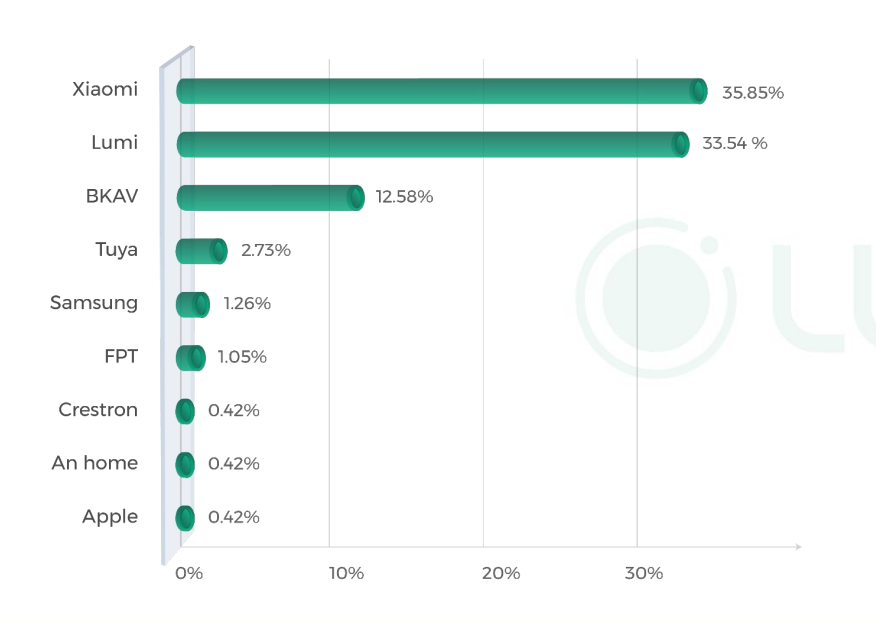 Xiaomi 35.85%
Lumi 33.54 %
BKAV 12.58%
Tuya 2.73%
Samsung 1.26%
FPT 1.05%
Crestron 0.42%
An home 0.42%
Apple 0.42%
0% 10% 20% 30%